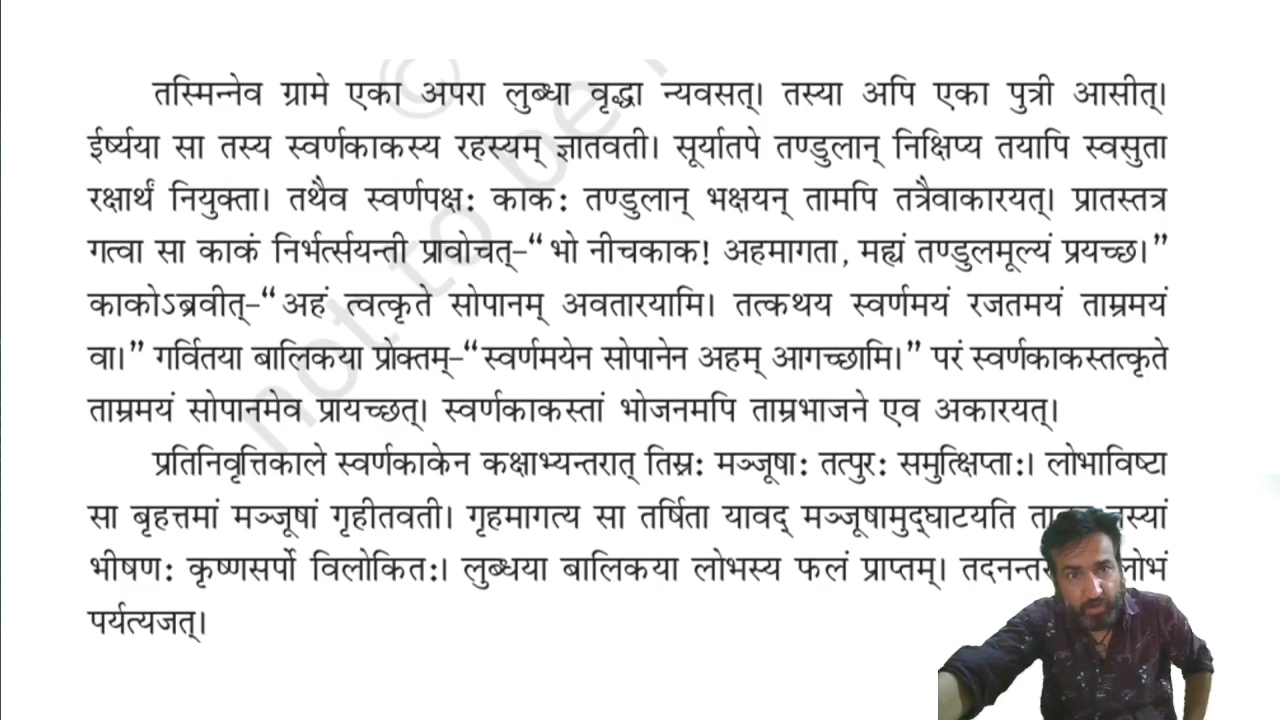 तस्मिन्नेव ग्रामे एका अपरा लुब्धा वृद्धा न्यवसत्। तस्या अपि एका पुत्री आसीत्।
ईर्ष्यया सा तस्य स्वर्णकाकस्य रहस्यम् ज्ञातवती। सूर्यातपे तण्डुलान् निक्षिप्य तयापि स्वसुता
रक्षार्थं नियुक्ता। तथैव स्वर्णपक्षः काकः तण्डुलान् भक्षयन् तामपि तत्रैवाकारयत्। प्रातस्तत्र
गत्वा सा काकं निर्भर्त्सयन्ती प्रावोचत्-“भो नीचकाक! अहमागता, मह्यं तण्डुलमूल्यं प्रयच्छ।”
काकोऽब्रवीत्-“अहं त्वत्कृते सोपानम् अवतारयामि। तत्कथय स्वर्णमयं रजतमयं ताम्रमयं
वा।” गर्वितया बालिकया प्रोक्तम्-“स्वर्णमयेन सोपानेन अहम् आगच्छामि।” परं स्वर्णकाकस्तत्कृते
ताम्रमयं सोपानमेव प्रायच्छत्। स्वर्णकाकस्तां भोजनमपि ताम्रभाजने एव अकारयत्।
प्रतिनिवृत्तिकाले स्वर्णकाकेन कक्षाभ्यन्तरात् तिस्रः मञ्जूषाः तत्पुरः समुत्क्षिप्ताः। लोभाविष्टा
सा बृहत्तमां मञ्जूषां गृहीतवती। गृहमागत्य सा तर्षिता यावद् मञ्जूषामुद्घाटयति
भीषणः कृष्णसर्पो विलोकितः। लुब्धया बालिकया लोभस्य फलं प्राप्तम्। लोभं
पर्यत्यजत्।
© not to be